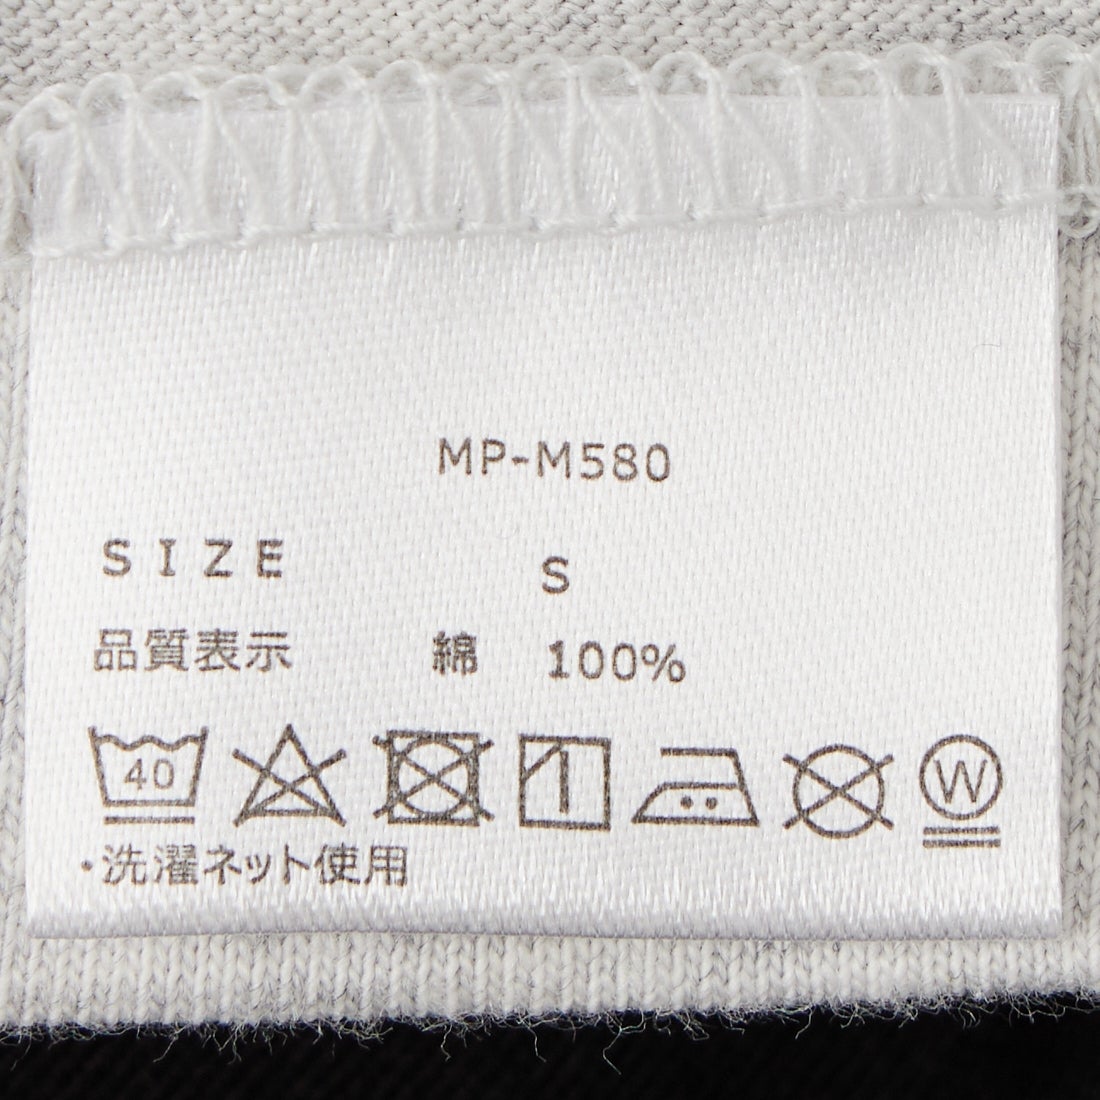 MP-M580
SIZE S
品質表示 綿 100%
40 W
・洗濯ネット使用